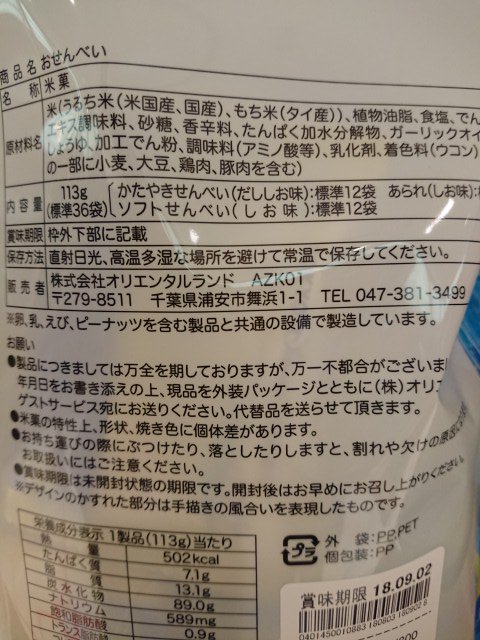 商品名 おせんべい
名称 米菓
米(うるち米(米国産、国産)、もち米(タイ産))、植物油脂、食塩、でん
原材料名 エキス調味料、砂糖、香辛料、たんぱく加水分解物、ガーリックオイ
しょうゆ、加工でん粉、調味料(アミノ酸等)、乳化剤、着色料(ウコン)
の一部に小麦、大豆、鶏肉、豚肉を含む)
内容量 113g (標準36袋)
かたやきせんべい(だししお味):標準12袋 あられ(しお味):
ソフトせんべい(しお味):標準12袋
賞味期限 枠外下部に記載
保存方法 直射日光、高温多湿な場所を避けて常温で保存してください。
販売者 株式会社オリエンタルランド AZK01
〒279-8511 千葉県浦安市舞浜1-1 TEL 047-381-3499
※卵、乳、えび、ピーナッツを含む製品と共通の設備で製造しています。
お願い
●製品につきましては万全を期しておりますが、万一不都合がございま
年月日をお書き添えの上、現品を外装パッケージとともに(株)オリエ
ゲストサービス宛にお送りください。代替品を送らせて頂きます。
●米菓の特性上、形状、焼き色に個体差があります。
●お持ち運びの際にぶつけたり、落としたりしますと、割れや欠けの原因
お取扱いにはご注意ください。
●賞味期限は未開封状態の期限です。開封後はお早めにお召し上がりくださ
※デザインのかすれた部分は手描きの風合いを表現したものです。
栄養成分表示 1製品(113g)当たり
熱量 502kcal
たんぱく質 7.1g
脂質 13.1g
炭水化物 89.0g
ナトリウム 589mg
飽和脂肪酸 0.9g
トランス脂肪酸
プラ
外袋:PP,PET
個包装:PP
賞味期限 18.09.02